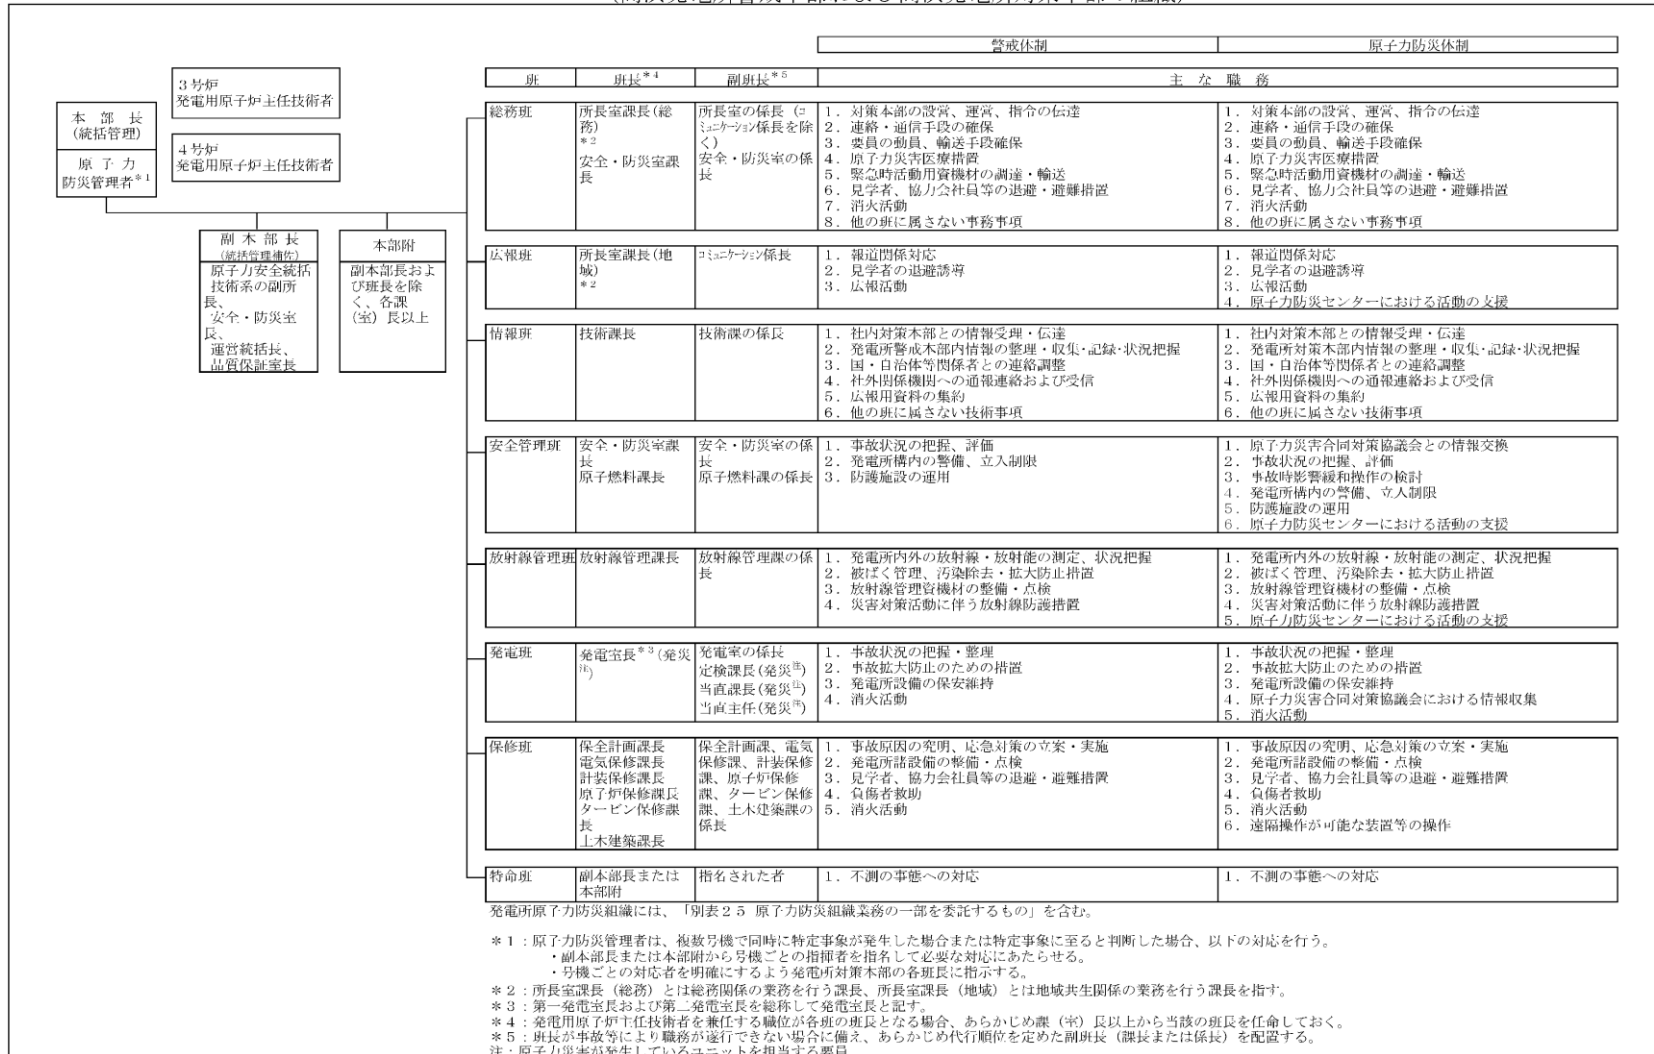 (高浜発電所警戒本部および高浜発電所対策本部の組織)
警戒体制
原子力防災体制
班
班長*4
副班長*5
主な職務
本部長
(統括管理)
原子力
防災管理者*1
3号炉
発電用原子炉主任技術者
4号炉
発電用原子炉主任技術者
副本部長
(統括管理補佐)
原子力安全統括
技術系の副所
長、
安全・防災室
長、
運営統括長、
品質保証室長
本部附
副本部長およ
び班長を除
く、各課
(室)長以上
総務班
所長室課長(総
務)
*2
安全・防災室課
長
所長室の係長(コ
ミュニケーション係長を除
く)
安全・防災室の係
長
1. 対策本部の設営、運営、指令の伝達
2. 連絡・通信手段の確保
3. 要員の動員、輸送手段確保
4. 原子力災害医療措置
5. 緊急時活動用資機材の調達・輸送
6. 見学者、協力会社員等の退避・避難措置
7. 消火活動
8. 他の班に属さない事務事項
1. 対策本部の設営、運営、指令の伝達
2. 連絡・通信手段の確保
3. 要員の動員、輸送手段確保
4. 原子力災害医療措置
5. 緊急時活動用資機材の調達・輸送
6. 見学者、協力会社員等の退避・避難措置
7. 消火活動
8. 他の班に属さない事務事項
広報班
所長室課長(地
域)
*2
コミュニケーション係長
1. 報道関係対応
2. 見学者の退避誘導
3. 広報活動
1. 報道関係対応
2. 見学者の退避誘導
3. 広報活動
4. 原子力防災センターにおける活動の支援
情報班
技術課長
技術課の係長
1. 社内対策本部との情報受理・伝達
2. 発電所警戒本部内情報の整理・収集・記録・状況把握
3. 国・自治体等関係者との連絡調整
4. 社外関係機関への通報連絡および受信
5. 広報用資料の集約
6. 他の班に属さない技術事項
1. 社内対策本部との情報受理・伝達
2. 発電所対策本部内情報の整理・収集・記録・状況把握
3. 国・自治体等関係者との連絡調整
4. 社外関係機関への通報連絡および受信
5. 広報用資料の集約
6. 他の班に属さない技術事項
安全管理班
安全・防災室課
長
原子燃料課長
安全・防災室の係
長
原子燃料課の係長
1. 事故状況の把握、評価
2. 発電所構内の警備、立入制限
3. 防護施設の運用
1. 原子力災害合同対策協議会との情報交換
2. 事故状況の把握、評価
3. 事故時影響緩和操作の検討
4. 発電所構内の警備、立入制限
5. 防護施設の運用
6. 原子力防災センターにおける活動の支援
放射線管理班
放射線管理課長
放射線管理課の係
長
1. 発電所内外の放射線・放射能の測定、状況把握
2. 被ばく管理、汚染除去・拡大防止措置
3. 放射線管理資機材の整備・点検
4. 災害対策活動に伴う放射線防護措置
1. 発電所内外の放射線・放射能の測定、状況把握
2. 被ばく管理、汚染除去・拡大防止措置
3. 放射線管理資機材の整備・点検
4. 災害対策活動に伴う放射線防護措置
5. 原子力防災センターにおける活動の支援
発電班
発電室長*3(発災
注)
発電室の係長
定検課長(発災注)
当直課長(発災注)
当直主任(発災注)
1. 事故状況の把握・整理
2. 事故拡大防止のための措置
3. 発電所設備の保安維持
4. 消火活動
1. 事故状況の把握・整理
2. 事故拡大防止のための措置
3. 発電所設備の保安維持
4. 原子力災害合同対策協議会における情報収集
5. 消火活動
保修班
保全計画課長
電気保修課長
計装保修課長
原子炉保修課長
タービン保修課
長
土木建築課長
保全計画課、電気
保修課、計装保修
課、原子炉保修
課、タービン保修
課、土木建築課の
係長
1. 事故原因の究明、応急対策の立案・実施
2. 発電所諸設備の整備・点検
3. 見学者、協力会社員等の退避・避難措置
4. 負傷者救助
5. 消火活動
1. 事故原因の究明、応急対策の立案・実施
2. 発電所諸設備の整備・点検
3. 見学者、協力会社員等の退避・避難措置
4. 負傷者救助
5. 消火活動
6. 遠隔操作が可能な装置等の操作
特命班
副本部長または
本部附
指名された者
1. 不測の事態への対応
1. 不測の事態への対応
発電所原子力防災組織には、「別表25 原子力防災組織業務の一部を委託するもの」を含む。
*1:原子力防災管理者は、複数号機で同時に特定事象が発生した場合または特定事象に至ると判断した場合、以下の対応を行う。
・副本部長または本部附から号機ごとの指揮者を指名して必要な対応にあたらせる。
・号機ごとの対応者を明確にするよう発電所対策本部の各班長に指示する。
*2:所長室課長(総務)とは総務関係の業務を行う課長、所長室課長(地域)とは地域共生関係の業務を行う課長を指す。
*3:第一発電室長および第二発電室長を総称して発電室長と記す。
*4:発電用原子炉主任技術者を兼任する職位が各班の班長となる場合、あらかじめ課(室)長以上から当該の班長を任命しておく。
*5:班長が事故等により職務が遂行できない場合に備え、あらかじめ代行順位を定めた副班長(課長または係長)を配置する。
注:原子力災害が発生しているユニットを担当する要員